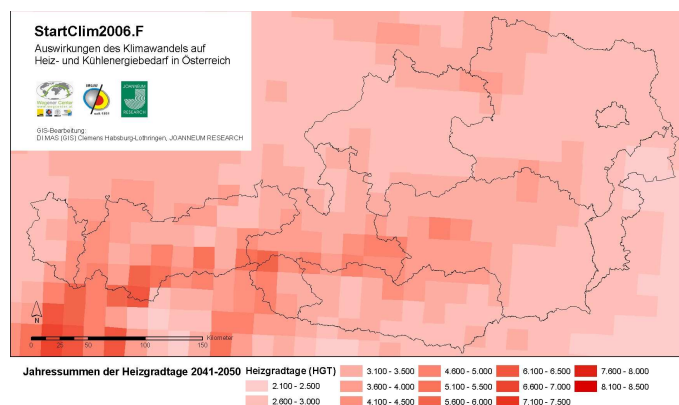 StartClim2006.F
Auswirkungen des Klimawandels auf
Heiz- und Kühlenergiebedarf in Österreich
Wegener Center
JOANNEUM
RESEARCH
GIS-Bearbeitung:
DI MAS (GIS) Clemens Habsburg-Lothringen, JOANNEUM RESEARCH
N
Kilometer
0 25 50 100 150
Jahressummen der Heizgradtage 2041-2050
Heizgradtage (HGT)
2.100 - 2.500
2.600 - 3.000
3.100 - 3.500
3.600 - 4.000
4.100 - 4.500
4.600 - 5.000
5.100 - 5.500
5.600 - 6.000
6.100 - 6.500
6.600 - 7.000
7.100 - 7.500
7.600 - 8.000
8.100 - 8.500